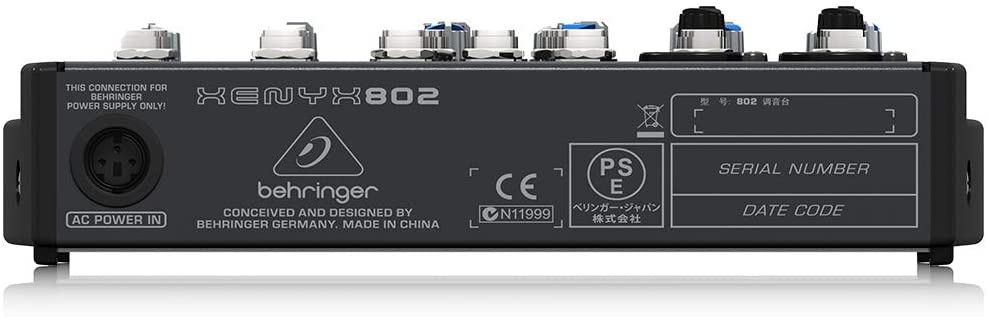 THIS CONNECTION FOR
BEHRINGER
POWER SUPPLY ONLY!
AC POWER IN
XENYX802
behringer
CONCEIVED AND DESIGNED BY
BEHRINGER GERMANY. MADE IN CHINA
CE
N11999
PS
E
ベリンガー・ジャパン
株式会社
型 号: 802 调音台
SERIAL NUMBER
DATE CODE